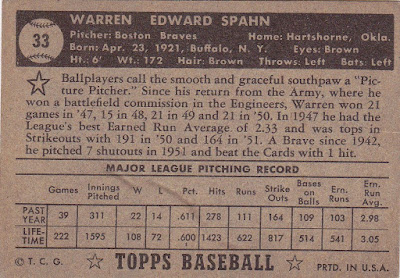 33
WARREN EDWARD SPAHN
Pitcher: Boston Braves Home: Hartshorne, Okla.
Born: Apr. 23, 1921, Buffalo, N. Y. Eyes: Brown
Ht.: 6' Wt.: 172 Hair: Brown Throws: Left Bats: Left
Ballplayers call the smooth and graceful southpaw a "Pic-
ture Pitcher." Since his return from the Army, where he
won a battlefield commission in the Engineers, Warren won 21
games in '47, 15 in 48, 21 in 49 and 21 in '50. In 1947 he had the
League's best Earned Run Average of 2.33 and was tops in
Strikeouts with 191 in '50 and 164 in '51. A Brave since 1942,
he pitched 7 shutouts in 1951 and beat the Cards with 1 hit.
MAJOR LEAGUE PITCHING RECORD
Games Innings Pitched W L Pct. Hits Runs Strike Outs Bases on Balls Ern. Runs Ern. Run Avg.
PAST YEAR 39 311 22 14 .611 278 111 164 109 103 2.98
LIFE-TIME 222 1595 108 72 .600 1423 622 814 541 3.05
© T. C. G. TOPPS BASEBALL PRTD. IN U.S.A.